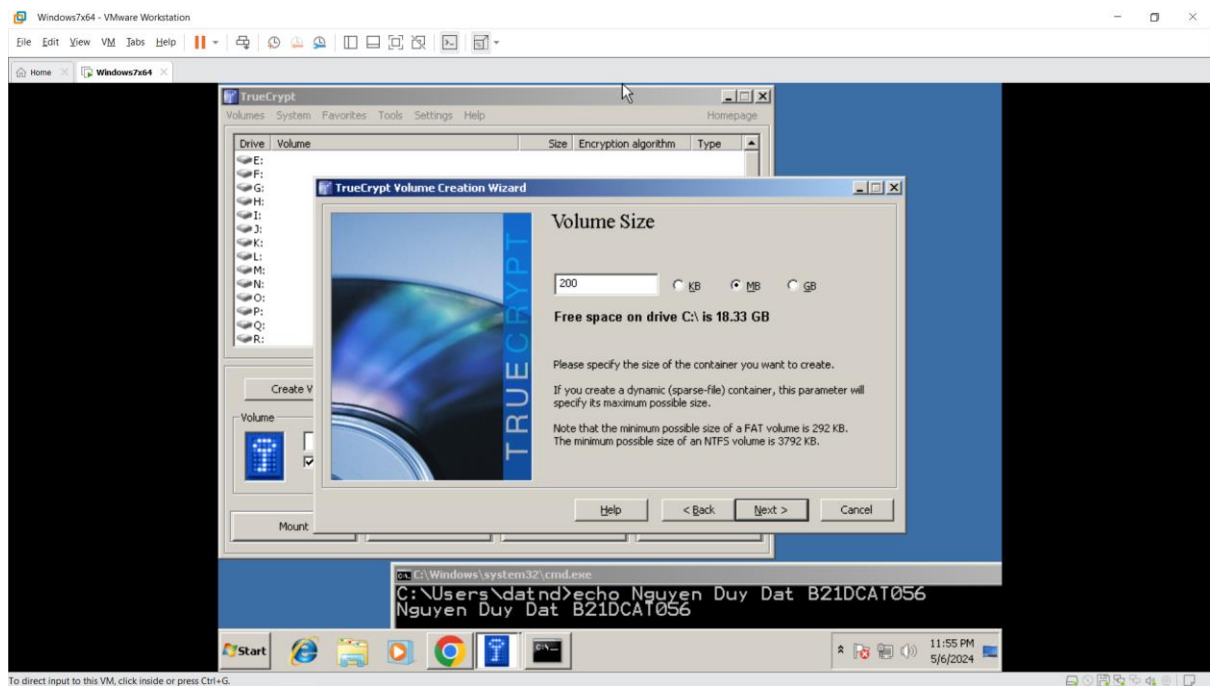 Windows7x64 - VMware Workstation
File Edit View VM Tabs Help
Home Windows7x64
TrueCrypt
Volumes System Favorites Tools Settings Help Homepage
Drive Volume Size Encryption algorithm Type
E:
F:
G:
H:
I:
J:
K:
L:
M:
N:
O:
P:
Q:
R:
TrueCrypt Volume Creation Wizard
TRUECRYPT
Volume Size
200 KB MB GB
Free space on drive C:\ is 18.33 GB
Please specify the size of the container you want to create.
If you create a dynamic (sparse-file) container, this parameter will
specify its maximum possible size.
Note that the minimum possible size of a FAT volume is 292 KB.
The minimum possible size of an NTFS volume is 3792 KB.
Help < Back Next > Cancel
Create V
Volume
Mount
C:\Windows\system32\cmd.exe
C:\Users\datnd>echo Nguyen Duy Dat B21DCAT056
Nguyen Duy Dat B21DCAT056
Start
11:55 PM
5/6/2024
To direct input to this VM, click inside or press Ctrl+G.